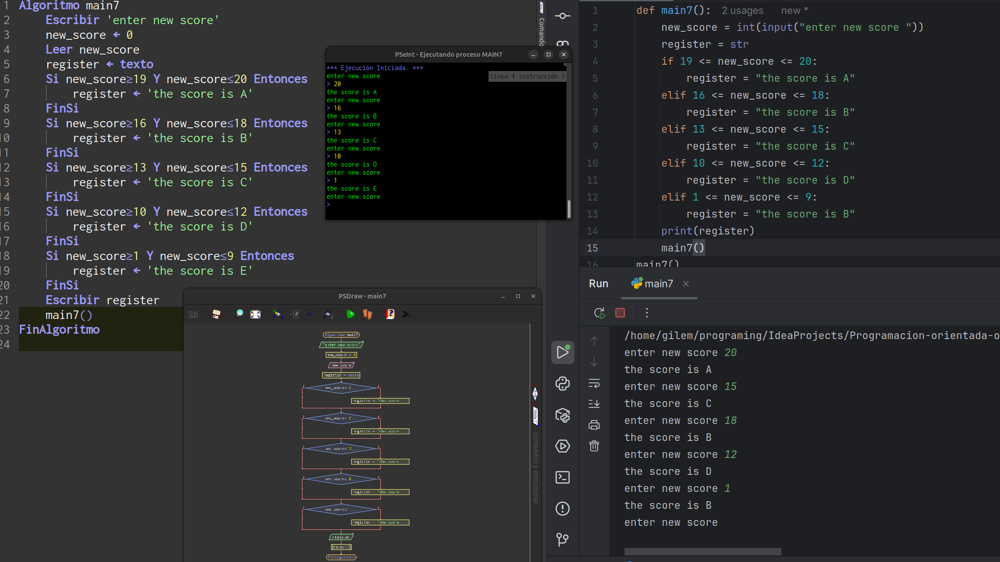 1 Algoritmo main7
2 Escribir 'enter new score'
3 new_score ← 0
4 Leer new_score
5 register ← texto
6 Si new_score≥19 Y new_score≤20 Entonces
7 register ← 'the score is A'
8 FinSi
9 Si new_score≥16 Y new_score≤18 Entonces
10 register ← 'the score is B'
11 FinSi
12 Si new_score≥13 Y new_score≤15 Entonces
13 register ← 'the score is C'
14 FinSi
15 Si new_score≥10 Y new_score≤12 Entonces
16 register ← 'the score is D'
17 FinSi
18 Si new_score≥1 Y new_score≤9 Entonces
19 register ← 'the score is E'
20 FinSi
21 Escribir register
22 main7()
23 FinAlgoritmo
24
PSeInt - Ejecutando proceso MAIN7
*** Ejecución Iniciada. ***
línea 4 instrucción 1
enter new score
> 20
the score is A
enter new score
> 16
the score is B
enter new score
> 13
the score is C
enter new score
> 10
the score is D
enter new score
> 1
the score is E
enter new score
>
PSDraw - main7
Sub
Algoritmo main7
'enter new score'
new_score
register ← texto
register ← 'the score ...
register ← 'the score ...
register ← 'the score ...
register ← 'the score ...
register ← 'the score ...
register
main7()
FinAlgoritmo
'Hola !'
comandos y estructuras
Comando
1 def main7(): 2 usages new *
2 new_score = int(input("enter new score "))
3 register = str
4 if 19 <= new_score <= 20:
5 register = "the score is A"
6 elif 16 <= new_score <= 18:
7 register = "the score is B"
8 elif 13 <= new_score <= 15:
9 register = "the score is C"
10 elif 10 <= new_score <= 12:
11 register = "the score is D"
12 elif 1 <= new_score <= 9:
13 register = "the score is B"
14 print(register)
15 main7()
16 main7()
Run main7
/home/gilem/programing/IdeaProjects/Programacion-orientada-o
enter new score 20
the score is A
enter new score 15
the score is C
enter new score 18
the score is B
enter new score 12
the score is D
enter new score 1
the score is B
enter new score